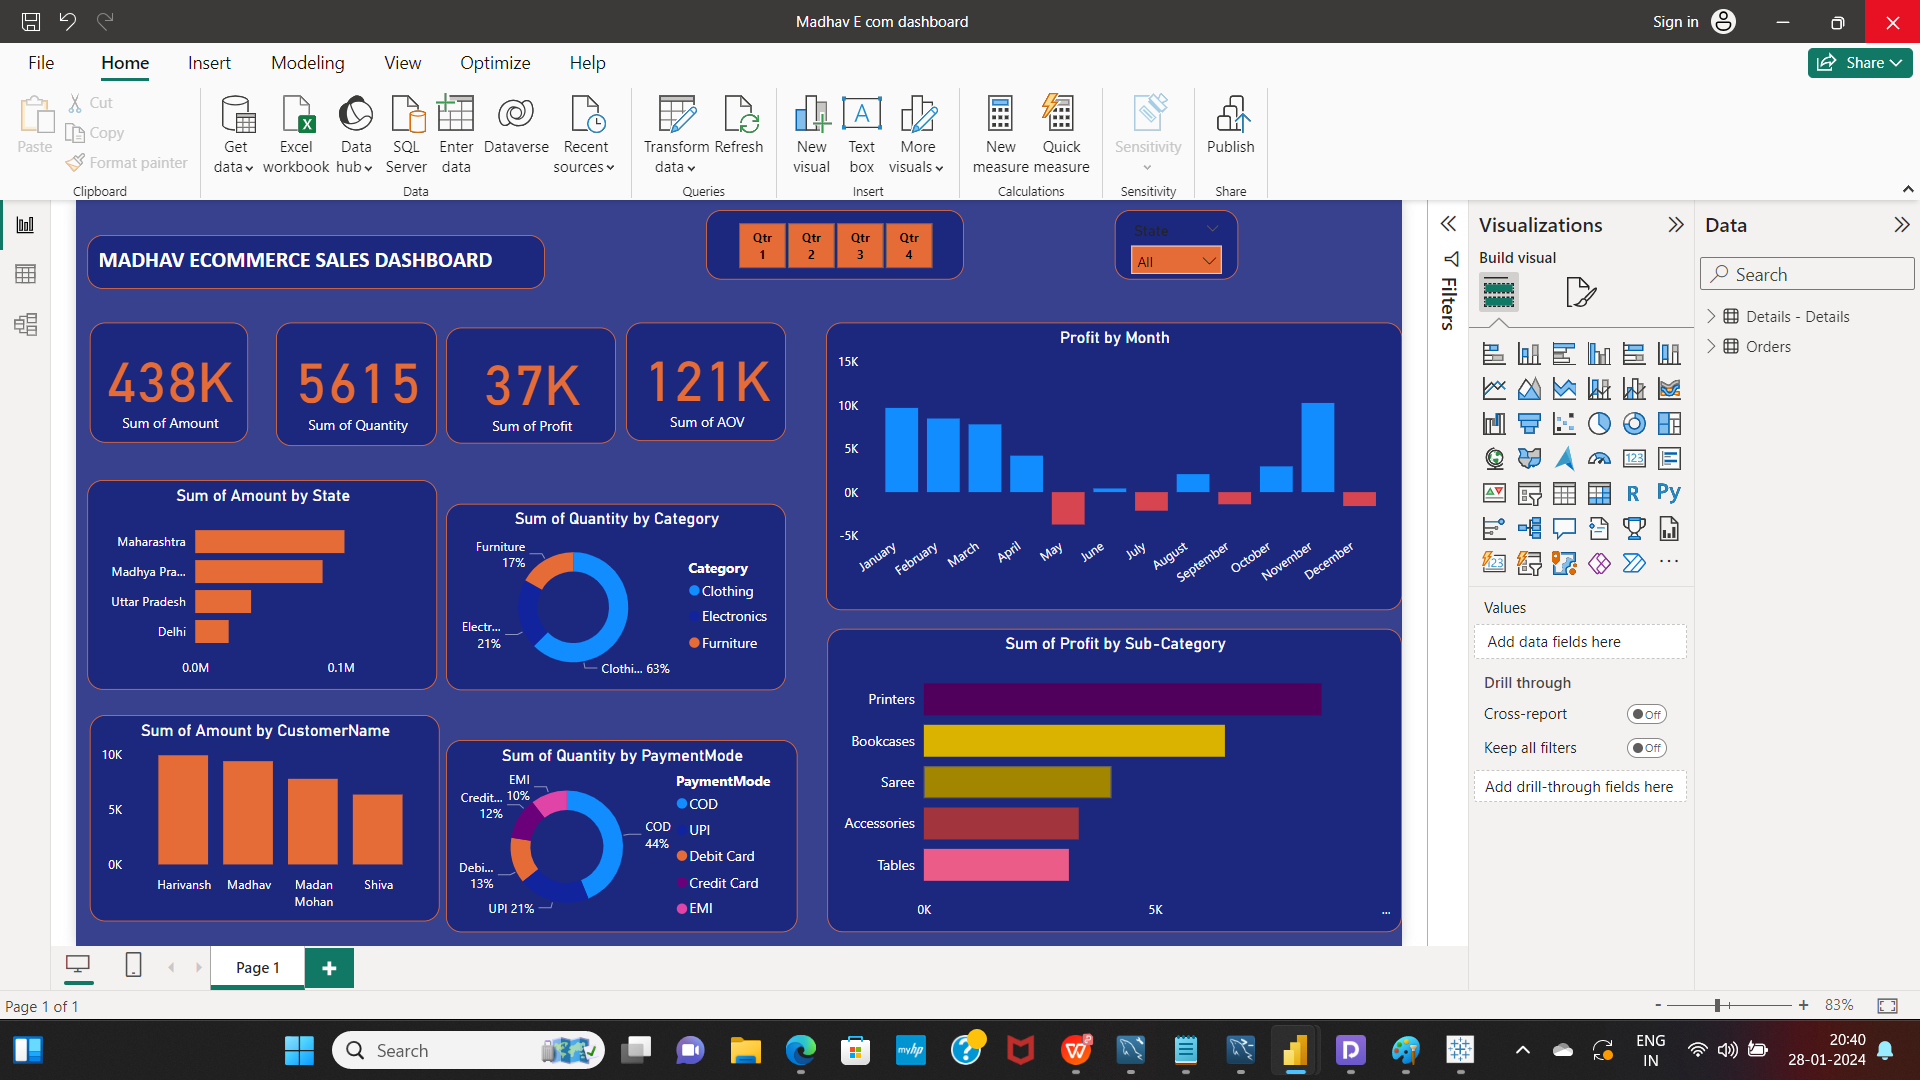 Madhav E com dashboard
Sign in
File
Home
Insert
Modeling
View
Optimize
Help
Share
Paste
Cut
Copy
Format painter
Clipboard
Get data
Excel workbook
Data hub
SQL Server
Enter data
Dataverse
Recent sources
Data
Transform data
Refresh
Queries
New visual
Text box
More visuals
Insert
New measure
Quick measure
Calculations
Sensitivity
Sensitivity
Publish
Share
MADHAV ECOMMERCE SALES DASHBOARD
Qtr 1
Qtr 2
Qtr 3
Qtr 4
State
All
438K
Sum of Amount
5615
Sum of Quantity
37K
Sum of Profit
121K
Sum of AOV
Profit by Month
15K
10K
5K
0K
-5K
January
February
March
April
May
June
July
August
September
October
November
December
Sum of Amount by State
Maharashtra
Madhya Pra...
Uttar Pradesh
Delhi
0.0M
0.1M
Sum of Quantity by Category
Furniture
17%
Electr...
21%
Clothi... 63%
Category
Clothing
Electronics
Furniture
Sum of Amount by CustomerName
10K
5K
0K
Harivansh
Madhav
Madan
Mohan
Shiva
Sum of Quantity by PaymentMode
EMI
10%
Credit...
12%
Debi...
13%
UPI 21%
COD
44%
PaymentMode
COD
UPI
Debit Card
Credit Card
EMI
Sum of Profit by Sub-Category
Printers
Bookcases
Saree
Accessories
Tables
0K
5K
...
Filters
Visualizations
Build visual
123
R
Py
123
...
Values
Add data fields here
Drill through
Cross-report
Off
Keep all filters
Off
Add drill-through fields here
Data
Search
Details - Details
Orders
Page 1
Page 1 of 1
- + 83%
Search
myhp
ENG
IN
20:40
28-01-2024